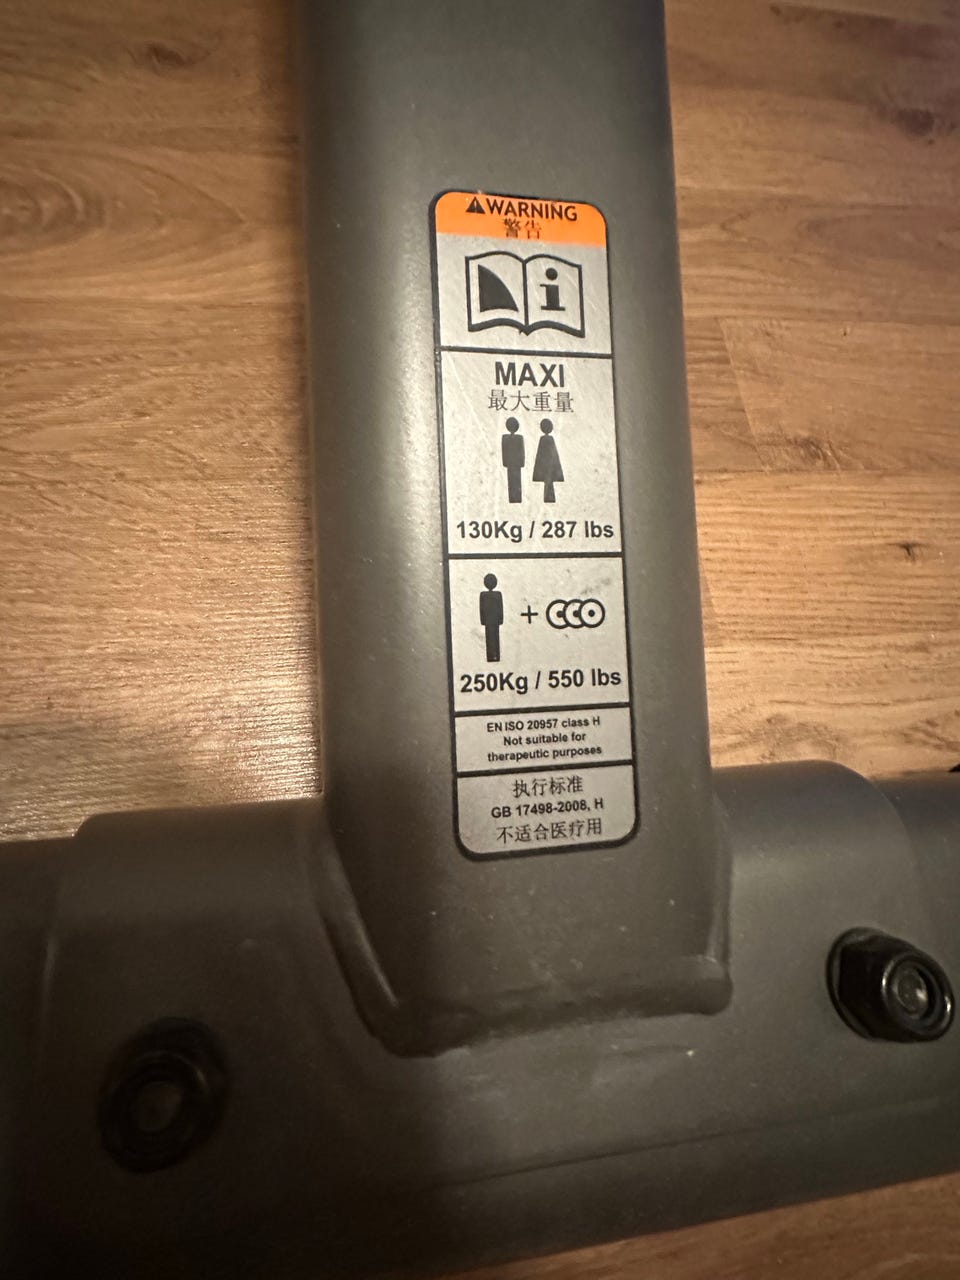 WARNING
警告
i
MAXI
最大重量
130Kg / 287 lbs
+
250Kg / 550 lbs
EN ISO 20957 class H
Not suitable for
therapeutic purposes
执行标准
GB 17498-2008, H
不适合医疗用